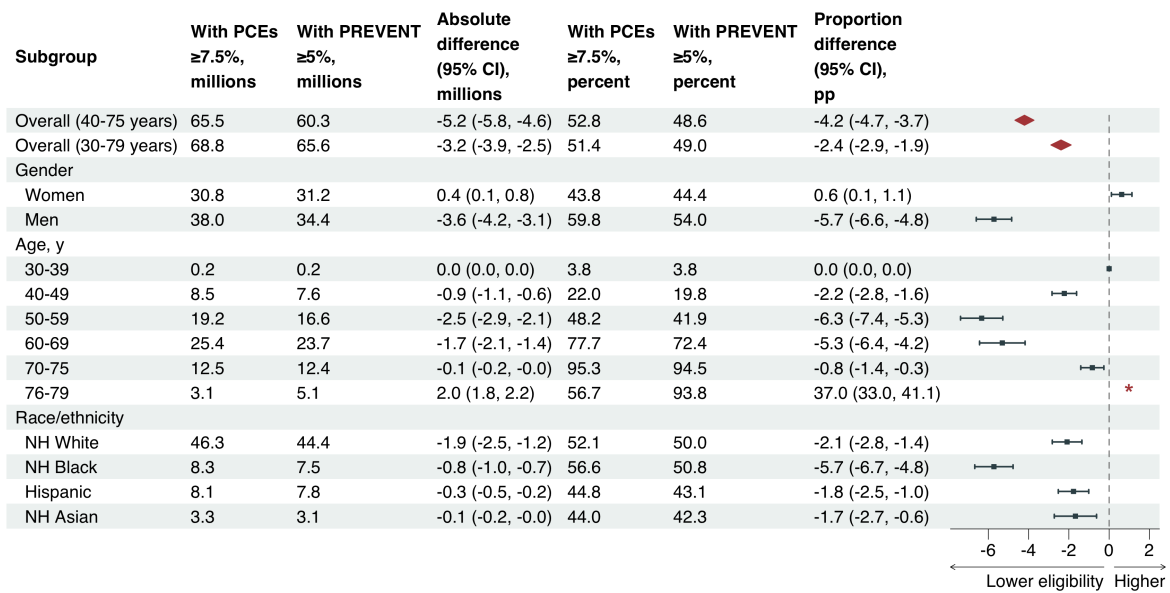 Subgroup With PCEs ≥7.5%, millions With PREVENT ≥5%, millions Absolute difference (95% CI), millions With PCEs ≥7.5%, percent With PREVENT ≥5%, percent Proportion difference (95% CI), pp
Overall (40-75 years) 65.5 60.3 -5.2 (-5.8, -4.6) 52.8 48.6 -4.2 (-4.7, -3.7)
Overall (30-79 years) 68.8 65.6 -3.2 (-3.9, -2.5) 51.4 49.0 -2.4 (-2.9, -1.9)
Gender
Women 30.8 31.2 0.4 (0.1, 0.8) 43.8 44.4 0.6 (0.1, 1.1)
Men 38.0 34.4 -3.6 (-4.2, -3.1) 59.8 54.0 -5.7 (-6.6, -4.8)
Age, y
30-39 0.2 0.2 0.0 (0.0, 0.0) 3.8 3.8 0.0 (0.0, 0.0)
40-49 8.5 7.6 -0.9 (-1.1, -0.6) 22.0 19.8 -2.2 (-2.8, -1.6)
50-59 19.2 16.6 -2.5 (-2.9, -2.1) 48.2 41.9 -6.3 (-7.4, -5.3)
60-69 25.4 23.7 -1.7 (-2.1, -1.4) 77.7 72.4 -5.3 (-6.4, -4.2)
70-75 12.5 12.4 -0.1 (-0.2, -0.0) 95.3 94.5 -0.8 (-1.4, -0.3)
76-79 3.1 5.1 2.0 (1.8, 2.2) 56.7 93.8 37.0 (33.0, 41.1) *
Race/ethnicity
NH White 46.3 44.4 -1.9 (-2.5, -1.2) 52.1 50.0 -2.1 (-2.8, -1.4)
NH Black 8.3 7.5 -0.8 (-1.0, -0.7) 56.6 50.8 -5.7 (-6.7, -4.8)
Hispanic 8.1 7.8 -0.3 (-0.5, -0.2) 44.8 43.1 -1.8 (-2.5, -1.0)
NH Asian 3.3 3.1 -0.1 (-0.2, -0.0) 44.0 42.3 -1.7 (-2.7, -0.6)
-6 -4 -2 0 2
Lower eligibility Higher